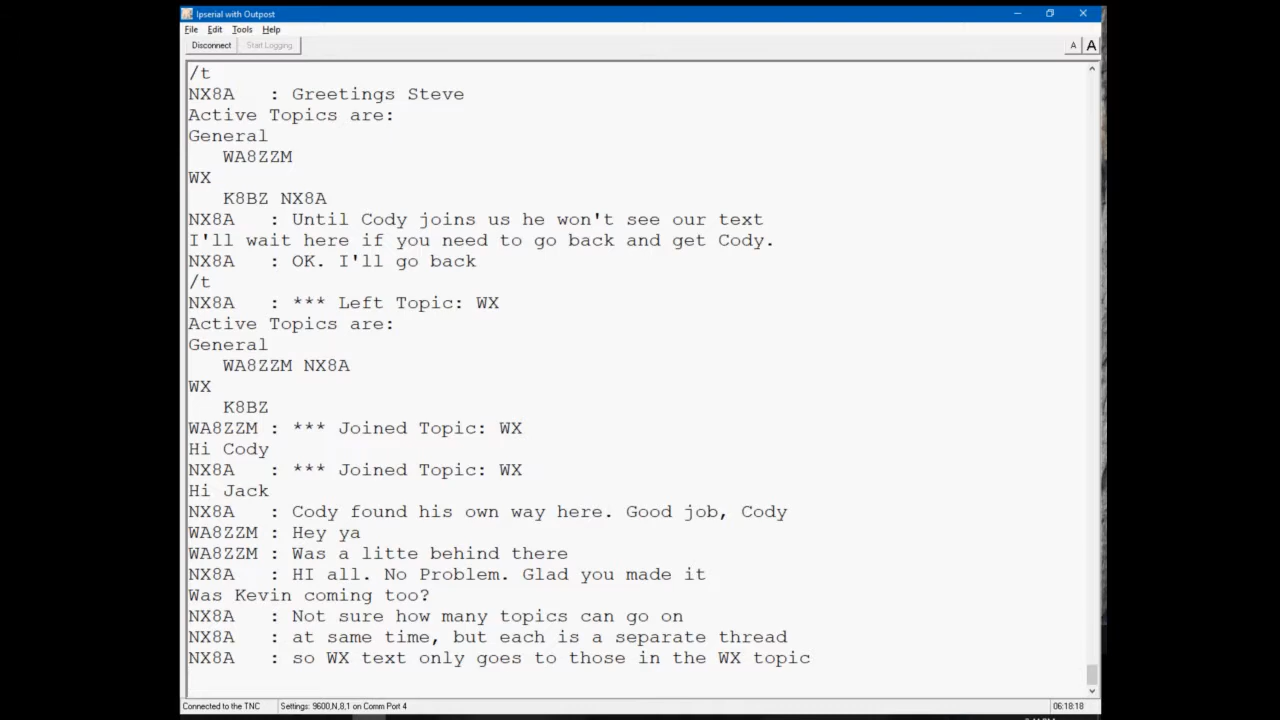 Ipserial with Outpost
File Edit Tools Help
Disconnect Start Logging A A
/t
NX8A : Greetings Steve
Active Topics are:
General
WA8ZZM
WX
K8BZ NX8A
NX8A : Until Cody joins us he won't see our text
I'll wait here if you need to go back and get Cody.
NX8A : OK. I'll go back
/t
NX8A : *** Left Topic: WX
Active Topics are:
General
WA8ZZM NX8A
WX
K8BZ
WA8ZZM : *** Joined Topic: WX
Hi Cody
NX8A : *** Joined Topic: WX
Hi Jack
NX8A : Cody found his own way here. Good job, Cody
WA8ZZM : Hey ya
WA8ZZM : Was a litte behind there
NX8A : HI all. No Problem. Glad you made it
Was Kevin coming too?
NX8A : Not sure how many topics can go on
NX8A : at same time, but each is a separate thread
NX8A : so WX text only goes to those in the WX topic
Connected to the TNC Settings: 9600,N,8,1 on Comm Port 4 06:18:18